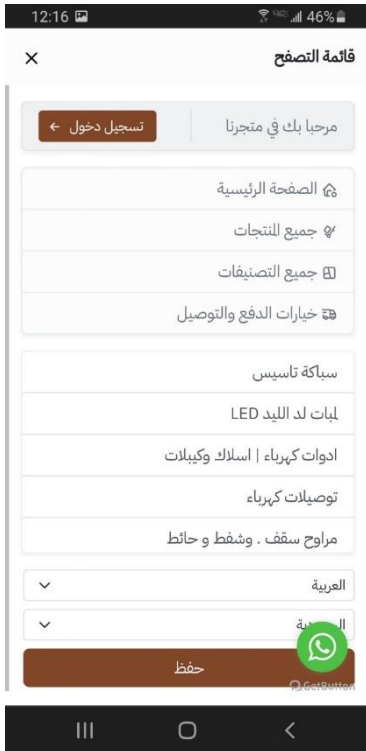 12:16 46%
قائمة التصفح
مرحبا بك في متجرنا
تسجيل دخول ←
الصفحة الرئيسية
جميع المنتجات
جميع التصنيفات
خيارات الدفع والتوصيل
سباكة تاسيس
لمبات لد الليد LED
ادوات كهرباء | اسلاك وكيبلات
توصيلات كهرباء
مراوح سقف . وشفط و حائط
العربية
حفظ
GetButton